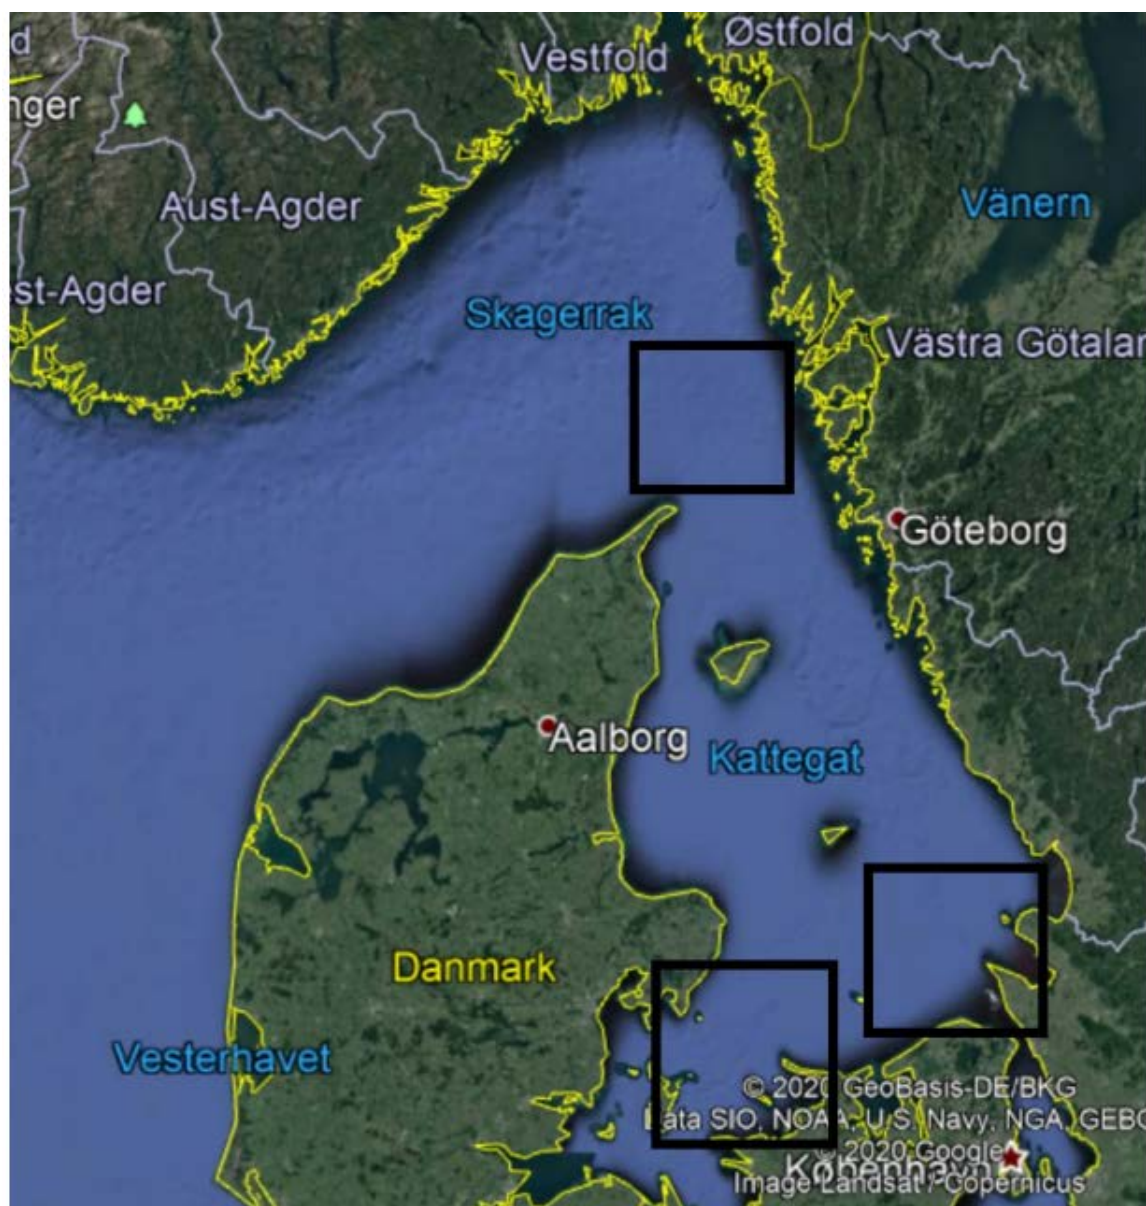 d
Vestfold
Østfold
nger
Aust-Agder
Vänern
est-Agder
Skagerrak
Västra Götalar
Göteborg
Aalborg
Kattegat
Danmark
Vesterhavet
© 2020 GeoBasis-DE/BKG
Data SIO, NOAA, U.S. Navy, NGA, GEBC
© 2020 Google
København
Image Landsat / Copernicus